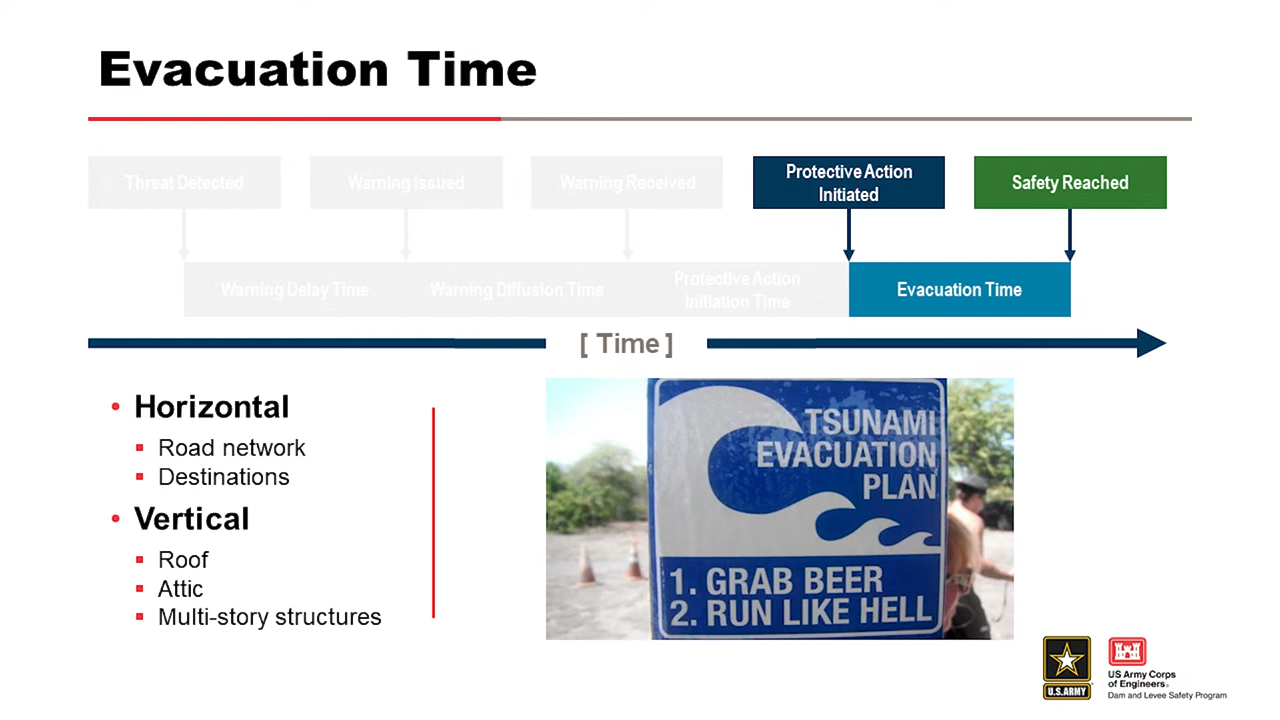 Evacuation Time
Threat Detected
Warning Issued
Warning Received
Protective Action
Initiated
Safety Reached
Warning Delay Time
Warning Diffusion Time
Protective Action
Initiation Time
Evacuation Time
[ Time ]
• Horizontal
▪ Road network
▪ Destinations
• Vertical
▪ Roof
▪ Attic
▪ Multi-story structures
TSUNAMI
EVACUATION
PLAN
1. GRAB BEER
2. RUN LIKE HELL
U.S.ARMY
US Army Corps
of Engineers®
Dam and Levee Safety Program